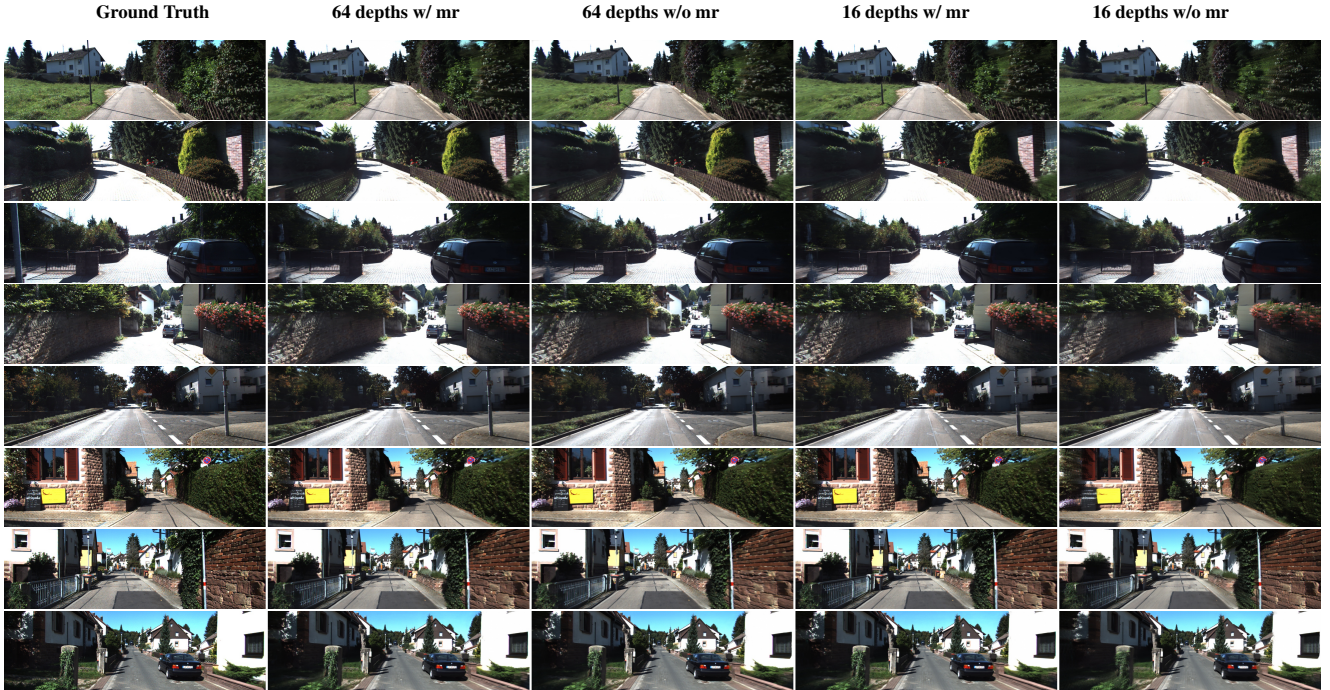 Ground Truth
64 depths w/ mr
64 depths w/o mr
16 depths w/ mr
16 depths w/o mr